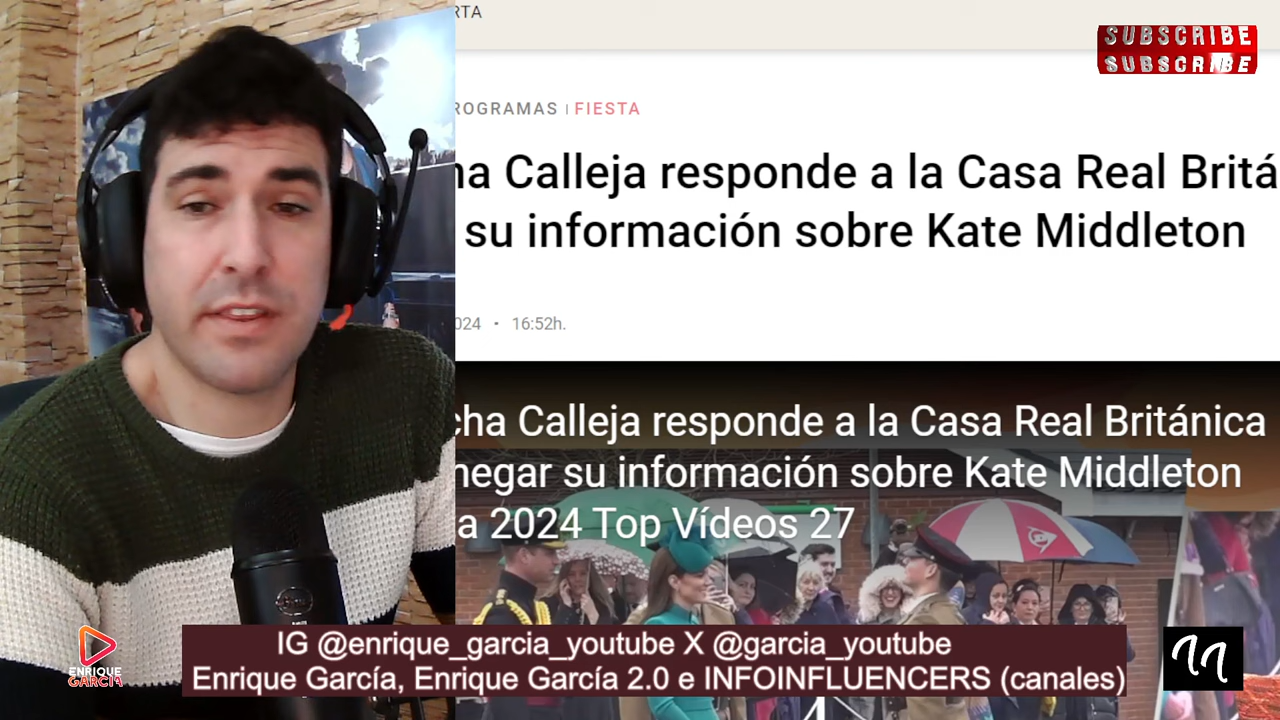 RTA
SUBSCRIBE
SUBSCRIBE
ROGRAMAS | FIESTA
ha Calleja responde a la Casa Real Britá
su información sobre Kate Middleton
024 • 16:52h.
cha Calleja responde a la Casa Real Británica
negar su información sobre Kate Middleton
a 2024 Top Vídeos 27
IG @enrique_garcia_youtube X @garcia_youtube
Enrique García, Enrique García 2.0 e INFOINFLUENCERS (canales)
ENRIQUE
GARCÍA